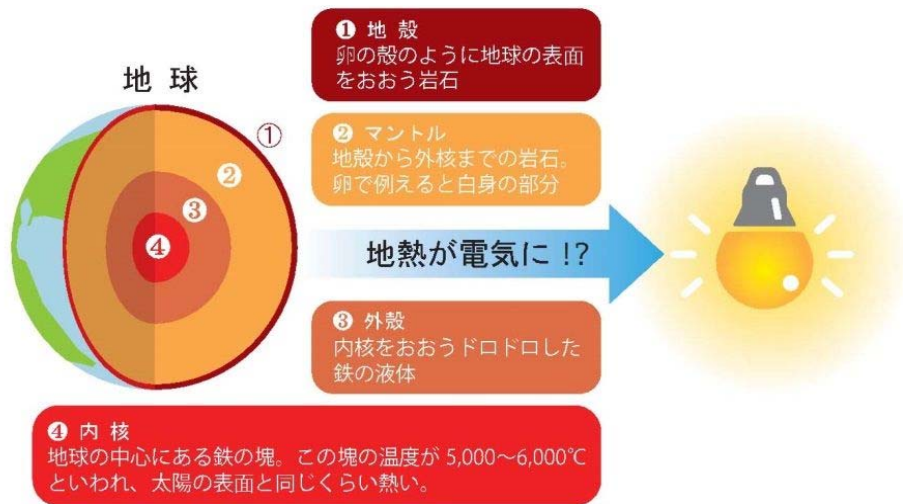 地球
①
②
③
④
❶ 地殻
卵の殻のように地球の表面
をおおう岩石
❷ マントル
地殻から外核までの岩石。
卵で例えると白身の部分
地熱が電気に !?
❸ 外殻
内核をおおうドロドロした
鉄の液体
❹ 内核
地球の中心にある鉄の塊。この塊の温度が 5,000～6,000℃
といわれ、太陽の表面と同じくらい熱い。